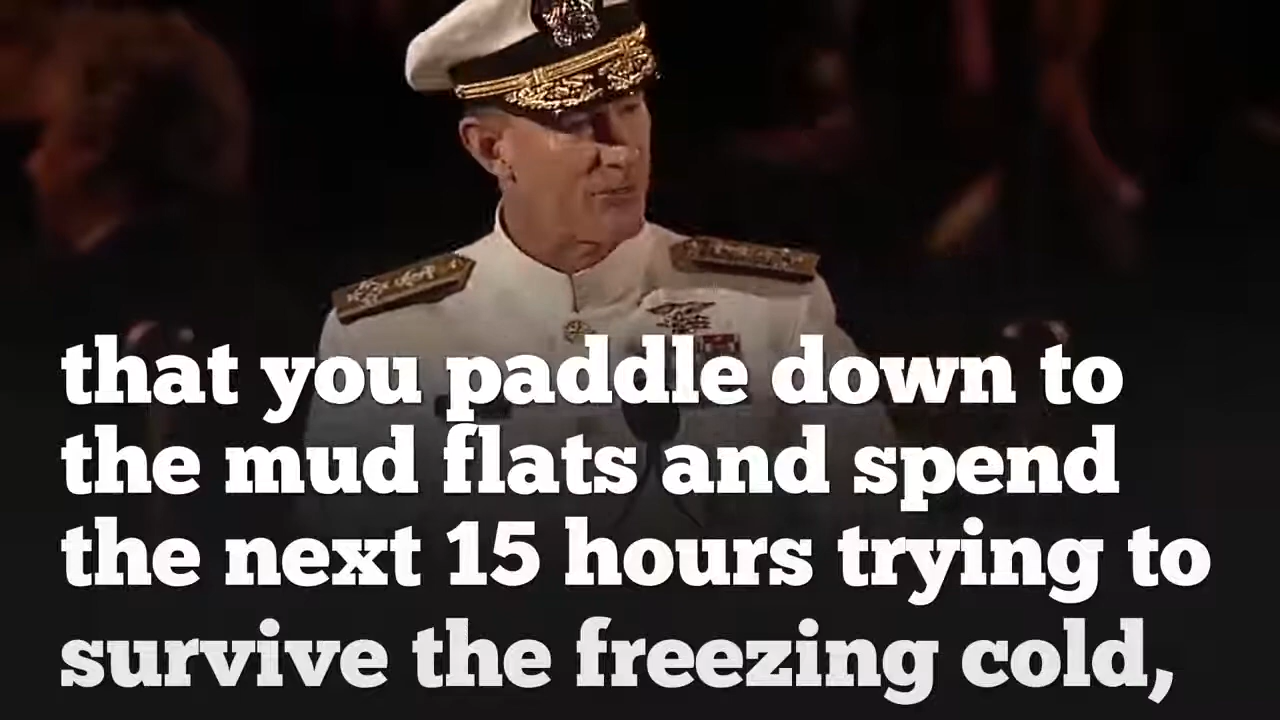 that you paddle down to
the mud flats and spend
the next 15 hours trying to
survive the freezing cold,